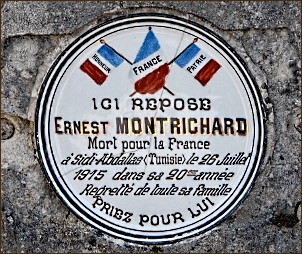 HONNEUR
FRANCE
PATRIE
ICI REPOSE
ERNEST MONTRICHARD
Mort pour la France
à Sidi-Abdallas (Tunisie) le 26 Juillet
1915 dans sa 20me année
Regretté de toute sa famille
PRIEZ POUR LUI